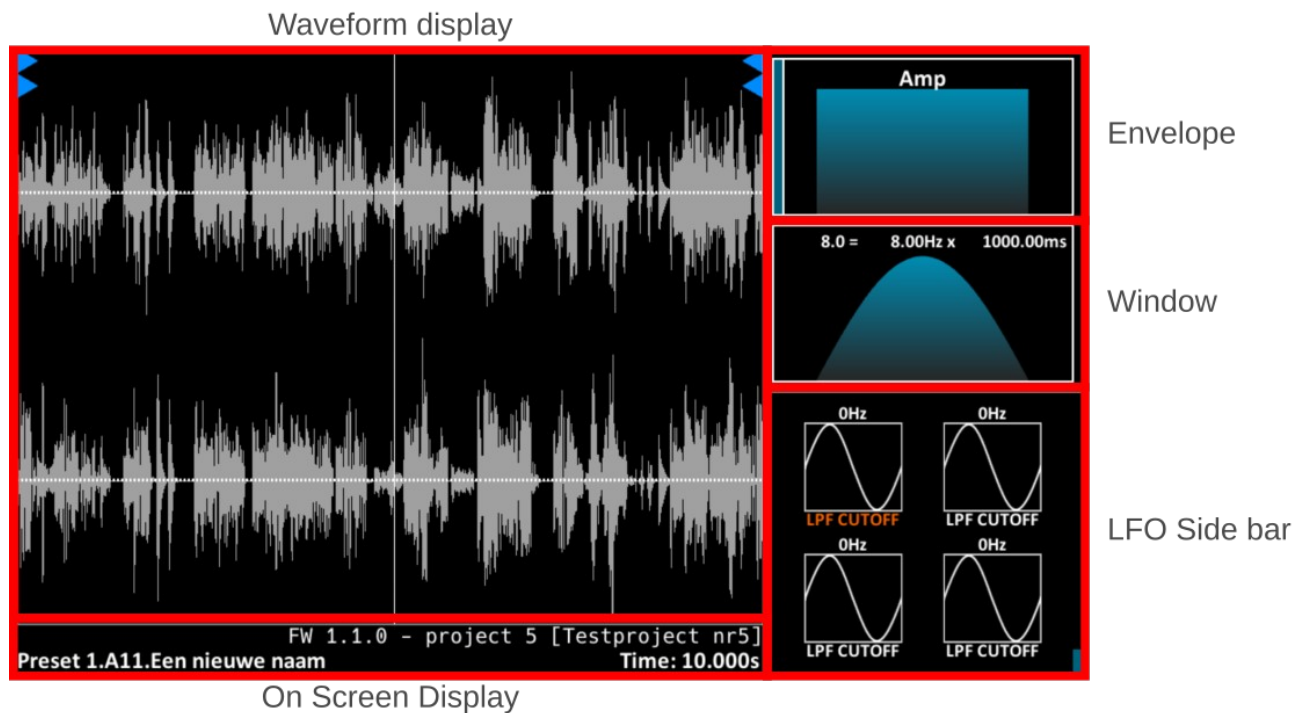 Waveform display
Amp
Envelope
8.0 = 8.00Hz x 1000.00ms
Window
0Hz 0Hz
LPF CUTOFF LPF CUTOFF
LFO Side bar
0Hz 0Hz
LPF CUTOFF LPF CUTOFF
FW 1.1.0 – project 5 [Testproject nr5]
Preset 1.A11.Een nieuwe naam Time: 10.000s
On Screen Display